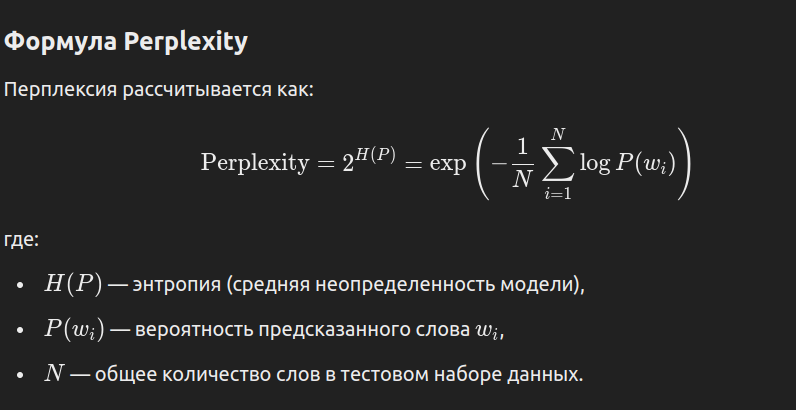 Формула Perplexity
Перплексия рассчитывается как:
Perplexity = 2^{H(P)} = exp\left(-\frac{1}{N}\sum_{i=1}^{N} log P(w_i)\right)
где:
• H(P) — энтропия (средняя неопределенность модели),
• P(w_i) — вероятность предсказанного слова w_i,
• N — общее количество слов в тестовом наборе данных.